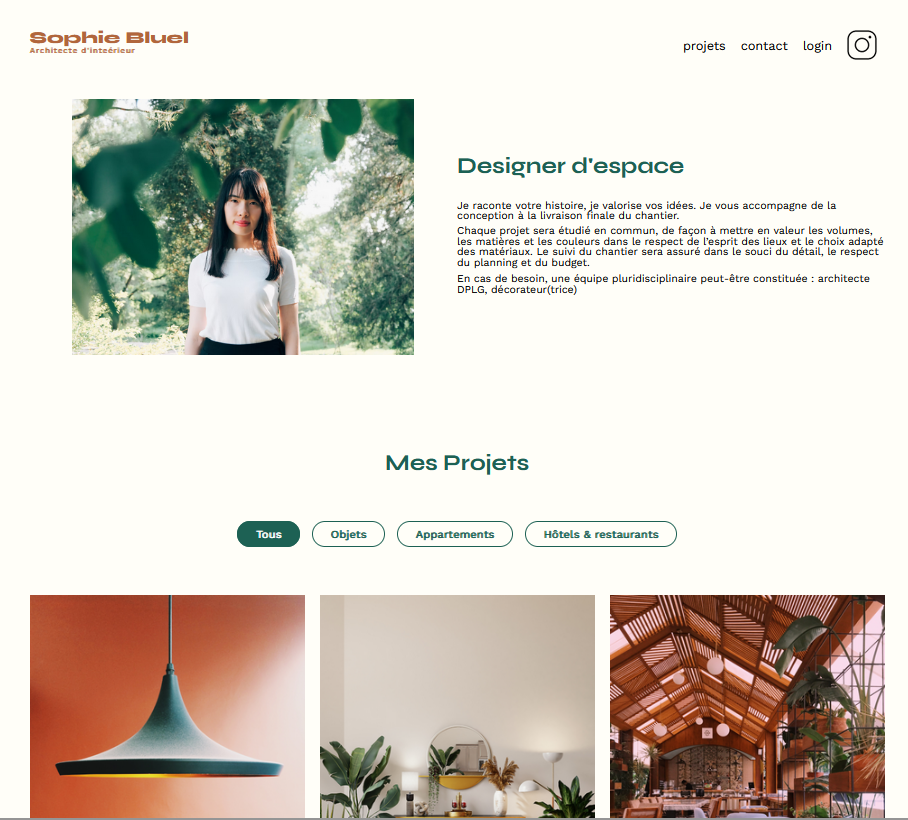 Sophie Bluel
Architecte d'inteérieur
projets contact login
Designer d'espace
Je raconte votre histoire, je valorise vos idées. Je vous accompagne de la
conception à la livraison finale du chantier.
Chaque projet sera étudié en commun, de façon à mettre en valeur les volumes,
les matières et les couleurs dans le respect de l'esprit des lieux et le choix adapté
des matériaux. Le suivi du chantier sera assuré dans le souci du détail, le respect
du planning et du budget.
En cas de besoin, une équipe pluridisciplinaire peut-être constituée : architecte
DPLG, décorateur(trice)
Mes Projets
Tous Objets Appartements Hôtels & restaurants